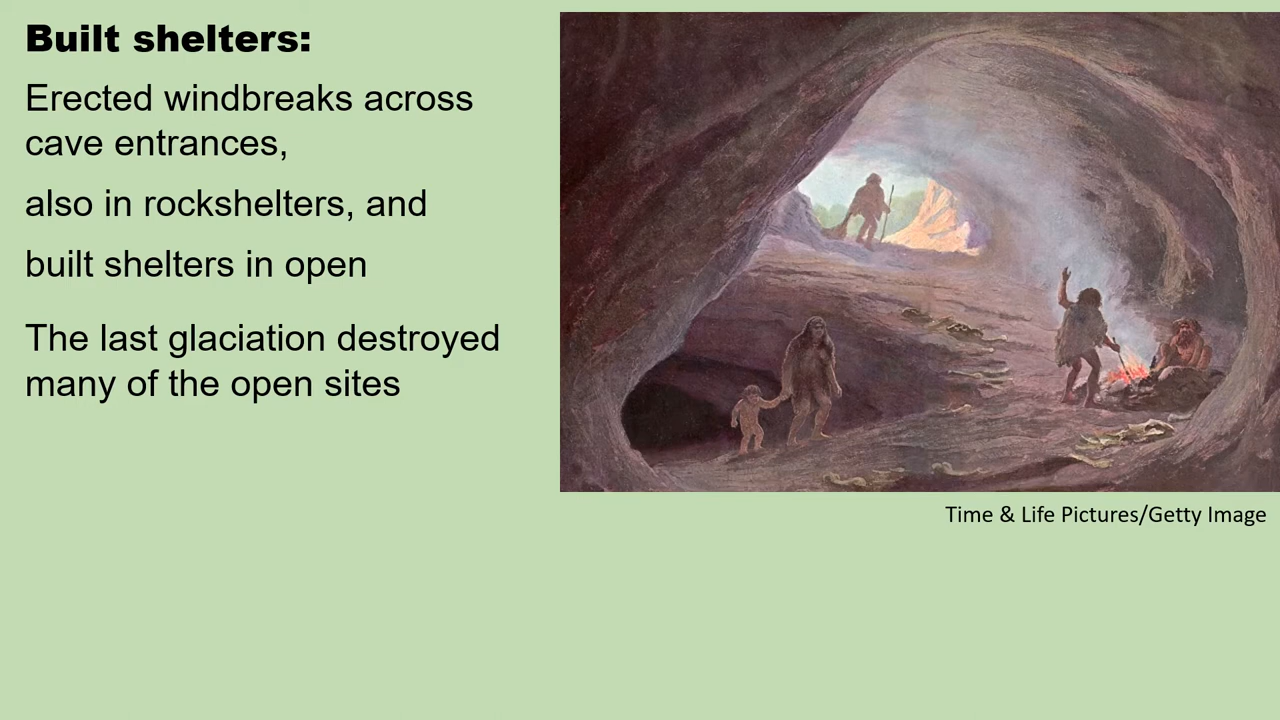 Built shelters:
Erected windbreaks across
cave entrances,
also in rockshelters, and
built shelters in open
The last glaciation destroyed
many of the open sites
Time & Life Pictures/Getty Image